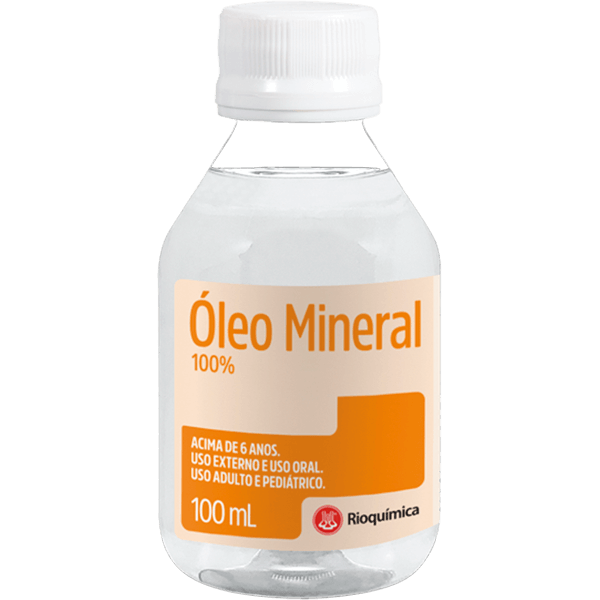 Óleo Mineral
100%
ACIMA DE 6 ANOS.
USO EXTERNO E USO ORAL.
USO ADULTO E PEDIÁTRICO.
100 mL
Rioquímica